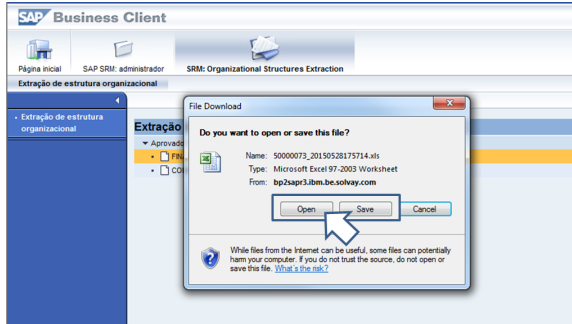 SAP Business Client
Página inicial
SAP SRM: administrador
SRM: Organizational Structures Extraction
Extração de estrutura organizacional
Extração de estrutura
organizacional
File Download
Extração
Do you want to open or save this file?
Aprovado
Name: 50000073_20150528175714.xls
FIN
Type: Microsoft Excel 97-2003 Worksheet
CO
From: bp2sapr3.ibm.be.solvay.com
Open Save Cancel
While files from the Internet can be useful, some files can potentially
harm your computer. If you do not trust the source, do not open or
save this file. What's the risk?